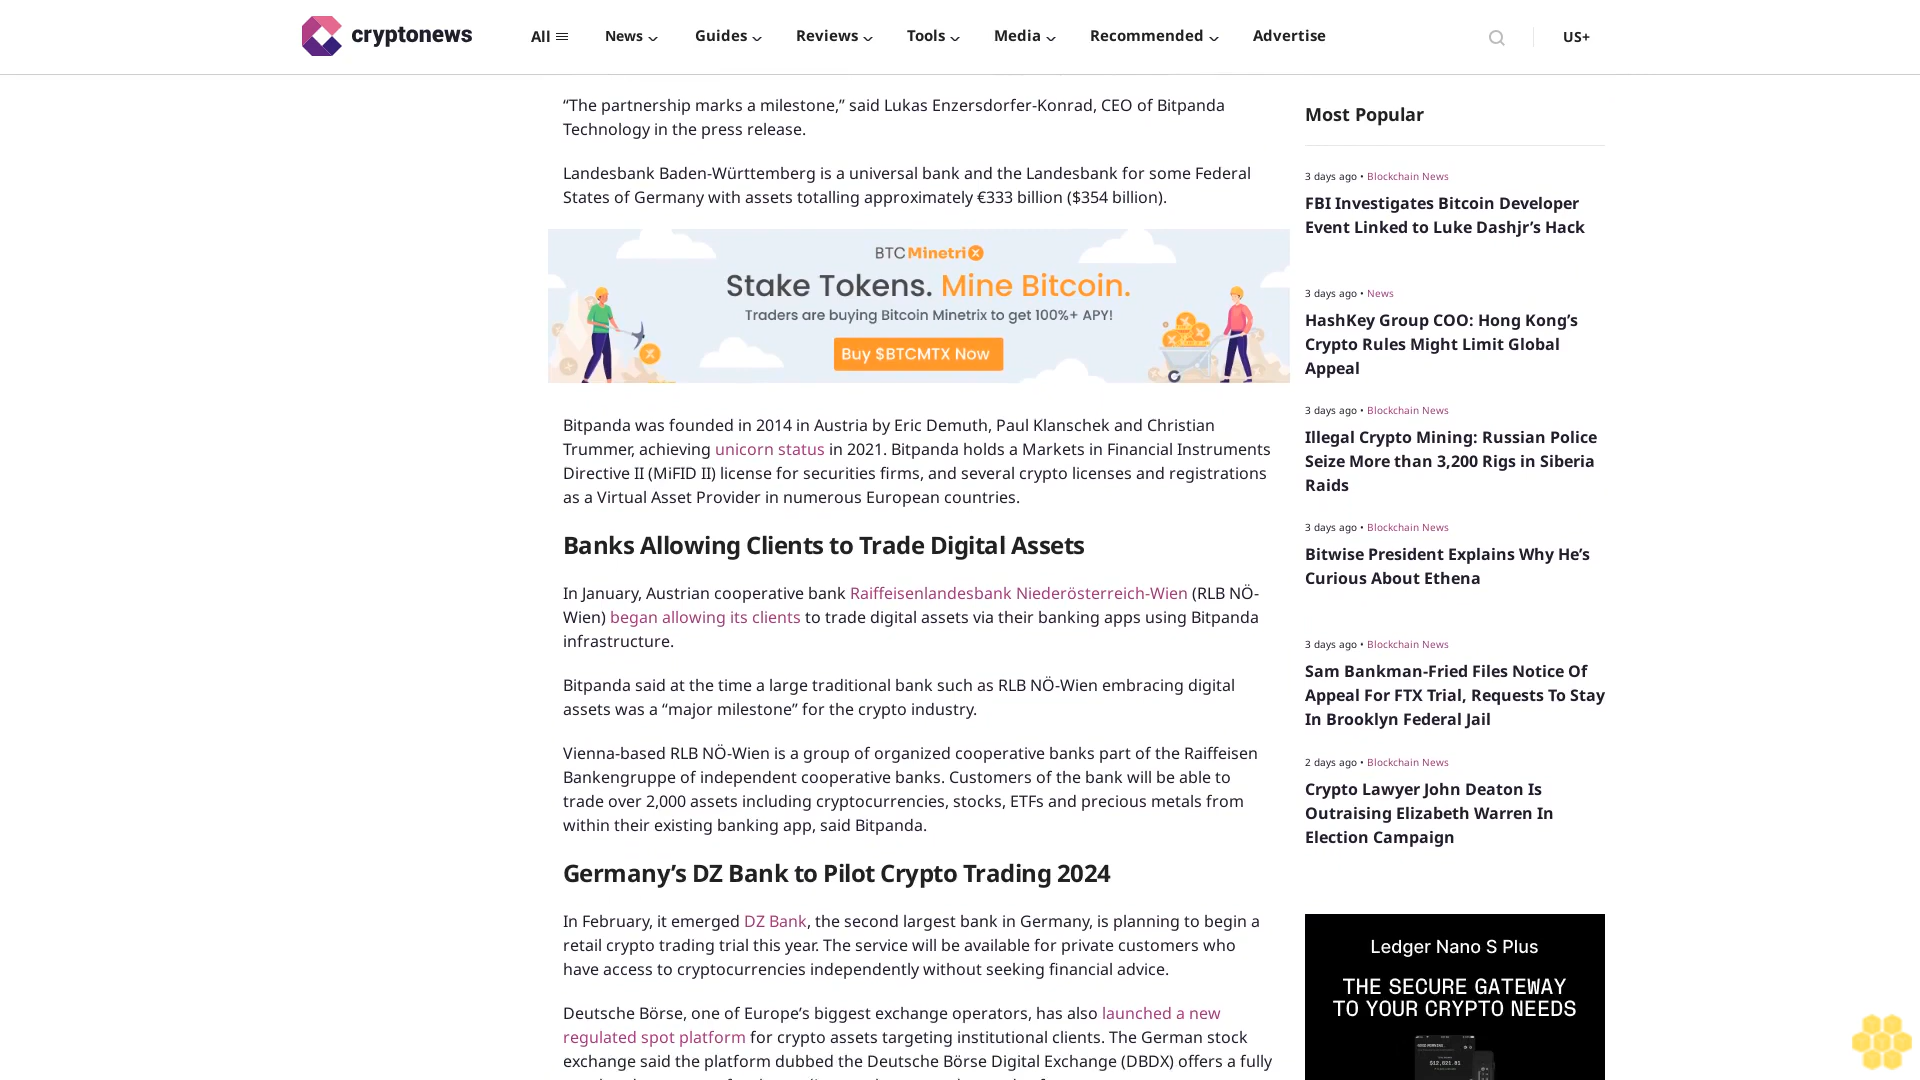 cryptonews
All
News
Guides
Reviews
Tools
Media
Recommended
Advertise
US+
“The partnership marks a milestone,” said Lukas Enzersdorfer-Konrad, CEO of Bitpanda
Technology in the press release.
Landesbank Baden-Württemberg is a universal bank and the Landesbank for some Federal
States of Germany with assets totalling approximately €333 billion ($354 billion).
BTC Minetrix
Stake Tokens. Mine Bitcoin.
Traders are buying Bitcoin Minetrix to get 100%+ APY!
Buy $BTCMTX Now
Bitpanda was founded in 2014 in Austria by Eric Demuth, Paul Klanschek and Christian
Trummer, achieving unicorn status in 2021. Bitpanda holds a Markets in Financial Instruments
Directive II (MiFID II) license for securities firms, and several crypto licenses and registrations
as a Virtual Asset Provider in numerous European countries.
Banks Allowing Clients to Trade Digital Assets
In January, Austrian cooperative bank Raiffeisenlandesbank Niederösterreich-Wien (RLB NÖ-
Wien) began allowing its clients to trade digital assets via their banking apps using Bitpanda
infrastructure.
Bitpanda said at the time a large traditional bank such as RLB NÖ-Wien embracing digital
assets was a “major milestone” for the crypto industry.
Vienna-based RLB NÖ-Wien is a group of organized cooperative banks part of the Raiffeisen
Bankengruppe of independent cooperative banks. Customers of the bank will be able to
trade over 2,000 assets including cryptocurrencies, stocks, ETFs and precious metals from
within their existing banking app, said Bitpanda.
Germany’s DZ Bank to Pilot Crypto Trading 2024
In February, it emerged DZ Bank, the second largest bank in Germany, is planning to begin a
retail crypto trading trial this year. The service will be available for private customers who
have access to cryptocurrencies independently without seeking financial advice.
Deutsche Börse, one of Europe’s biggest exchange operators, has also launched a new
regulated spot platform for crypto assets targeting institutional clients. The German stock
exchange said the platform dubbed the Deutsche Börse Digital Exchange (DBDX) offers a fully
Most Popular
3 days ago • Blockchain News
FBI Investigates Bitcoin Developer
Event Linked to Luke Dashjr’s Hack
3 days ago • News
HashKey Group COO: Hong Kong’s
Crypto Rules Might Limit Global
Appeal
3 days ago • Blockchain News
Illegal Crypto Mining: Russian Police
Seize More than 3,200 Rigs in Siberia
Raids
3 days ago • Blockchain News
Bitwise President Explains Why He’s
Curious About Ethena
3 days ago • Blockchain News
Sam Bankman-Fried Files Notice Of
Appeal For FTX Trial, Requests To Stay
In Brooklyn Federal Jail
2 days ago • Blockchain News
Crypto Lawyer John Deaton Is
Outraising Elizabeth Warren In
Election Campaign
Ledger Nano S Plus
THE SECURE GATEWAY
TO YOUR CRYPTO NEEDS